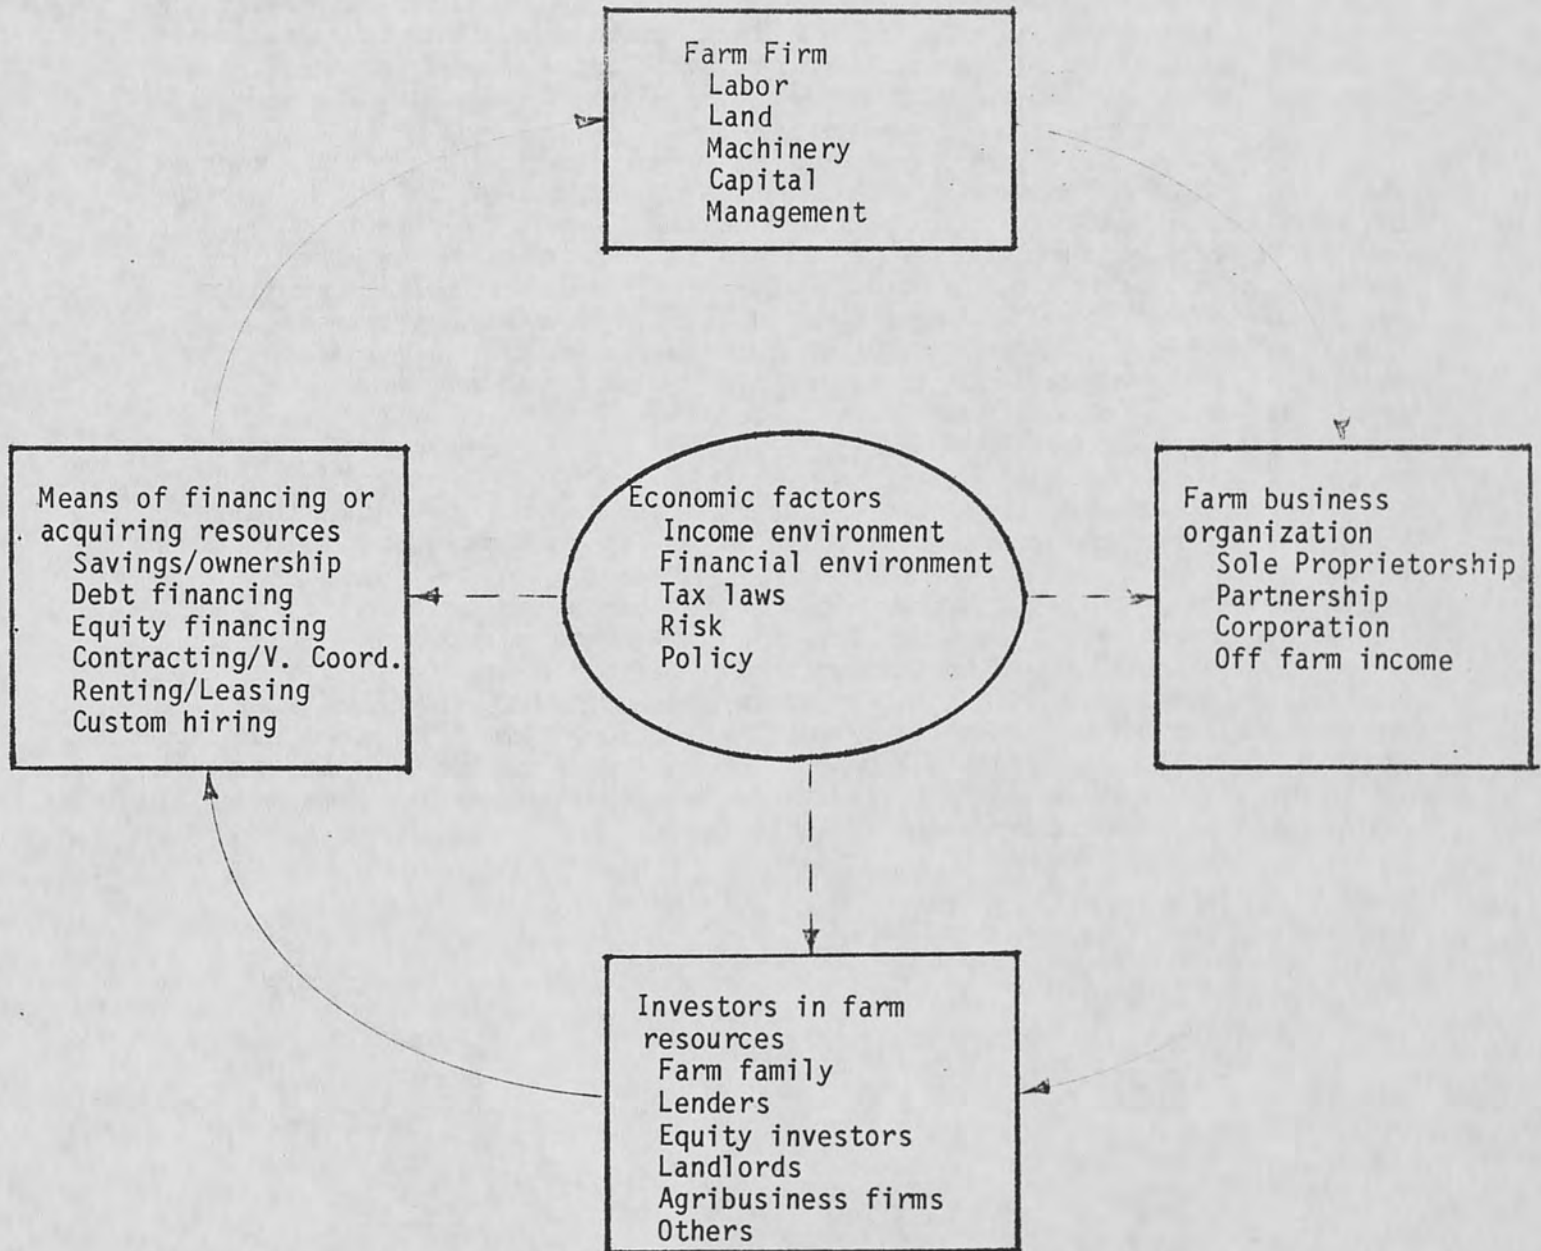 Farm Firm
Labor
Land
Machinery
Capital
Management
Means of financing or
acquiring resources
Savings/ownership
Debt financing
Equity financing
Contracting/V. Coord.
Renting/Leasing
Custom hiring
Economic factors
Income environment
Financial environment
Tax laws
Risk
Policy
Farm business
organization
Sole Proprietorship
Partnership
Corporation
Off farm income
Investors in farm
resources
Farm family
Lenders
Equity investors
Landlords
Agribusiness firms
Others